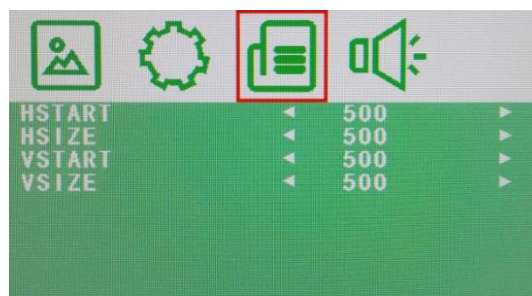 HSTART ◄ 500 ►
HSIZE ◄ 500 ►
VSTART ◄ 500 ►
VSIZE ◄ 500 ►